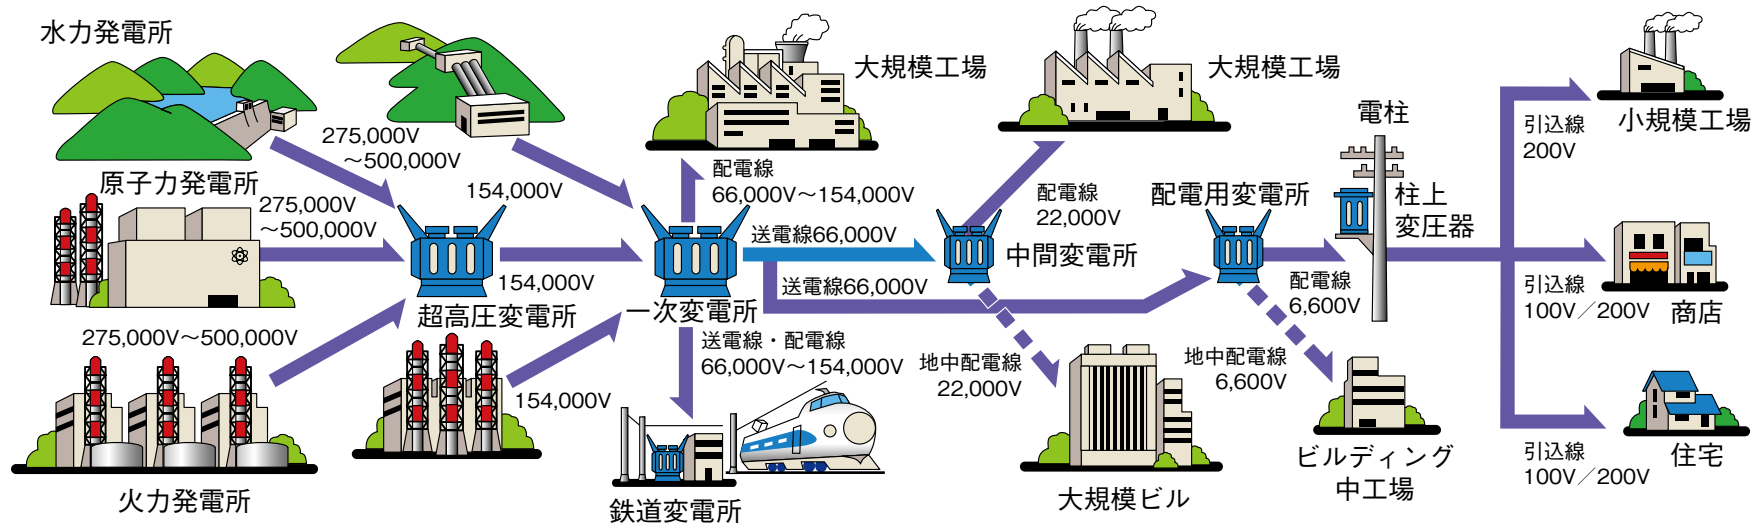 水力発電所
275,000V
～500,000V
原子力発電所
275,000V
～500,000V
275,000V～500,000V
火力発電所
154,000V
154,000V
超高圧変電所
154,000V
一次変電所
配電線
66,000V～154,000V
大規模工場
送電線66,000V
送電線66,000V
送電線・配電線
66,000V～154,000V
鉄道変電所
大規模工場
配電線
22,000V
中間変電所
地中配電線
22,000V
大規模ビル
配電用変電所
配電線
6,600V
地中配電線
6,600V
ビルディング
中工場
電柱
柱上
変圧器
引込線
200V
小規模工場
引込線
100V／200V
商店
引込線
100V／200V
住宅